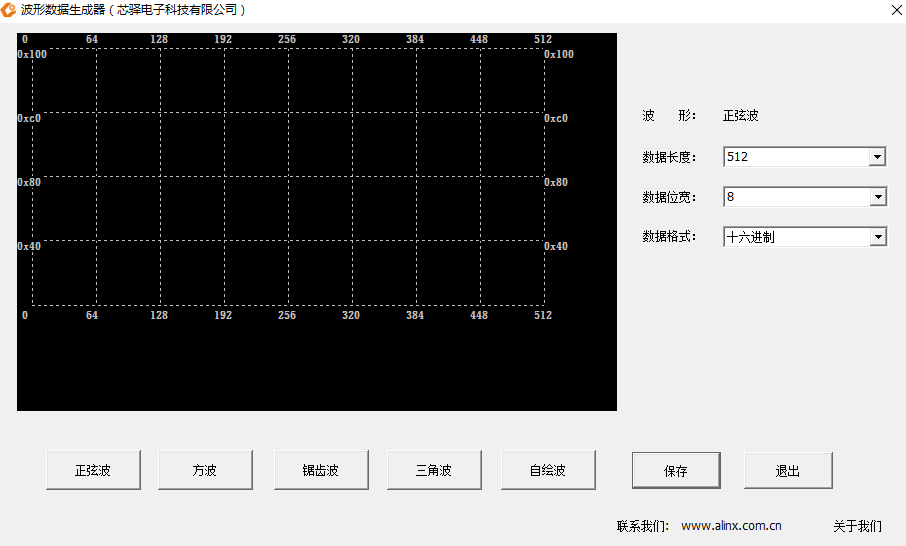 波形数据生成器(芯驿电子科技有限公司)
0 64 128 192 256 320 384 448 512
0x100 0x100
0xc0 0xc0
0x80 0x80
0x40 0x40
0 64 128 192 256 320 384 448 512
波 形： 正弦波
数据长度： 512
数据位宽： 8
数据格式： 十六进制
正弦波 方波 锯齿波 三角波 自绘波 保存 退出
联系我们: www.alinx.com.cn 关于我们